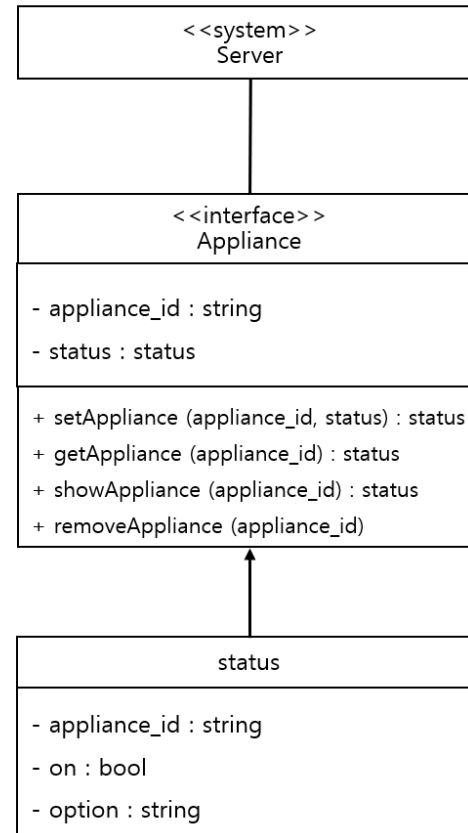 <<system>>
Server
<<interface>>
Appliance
- appliance_id : string
- status : status
+ setAppliance (appliance_id, status) : status
+ getAppliance (appliance_id) : status
+ showAppliance (appliance_id) : status
+ removeAppliance (appliance_id)
status
- appliance_id : string
- on : bool
- option : string